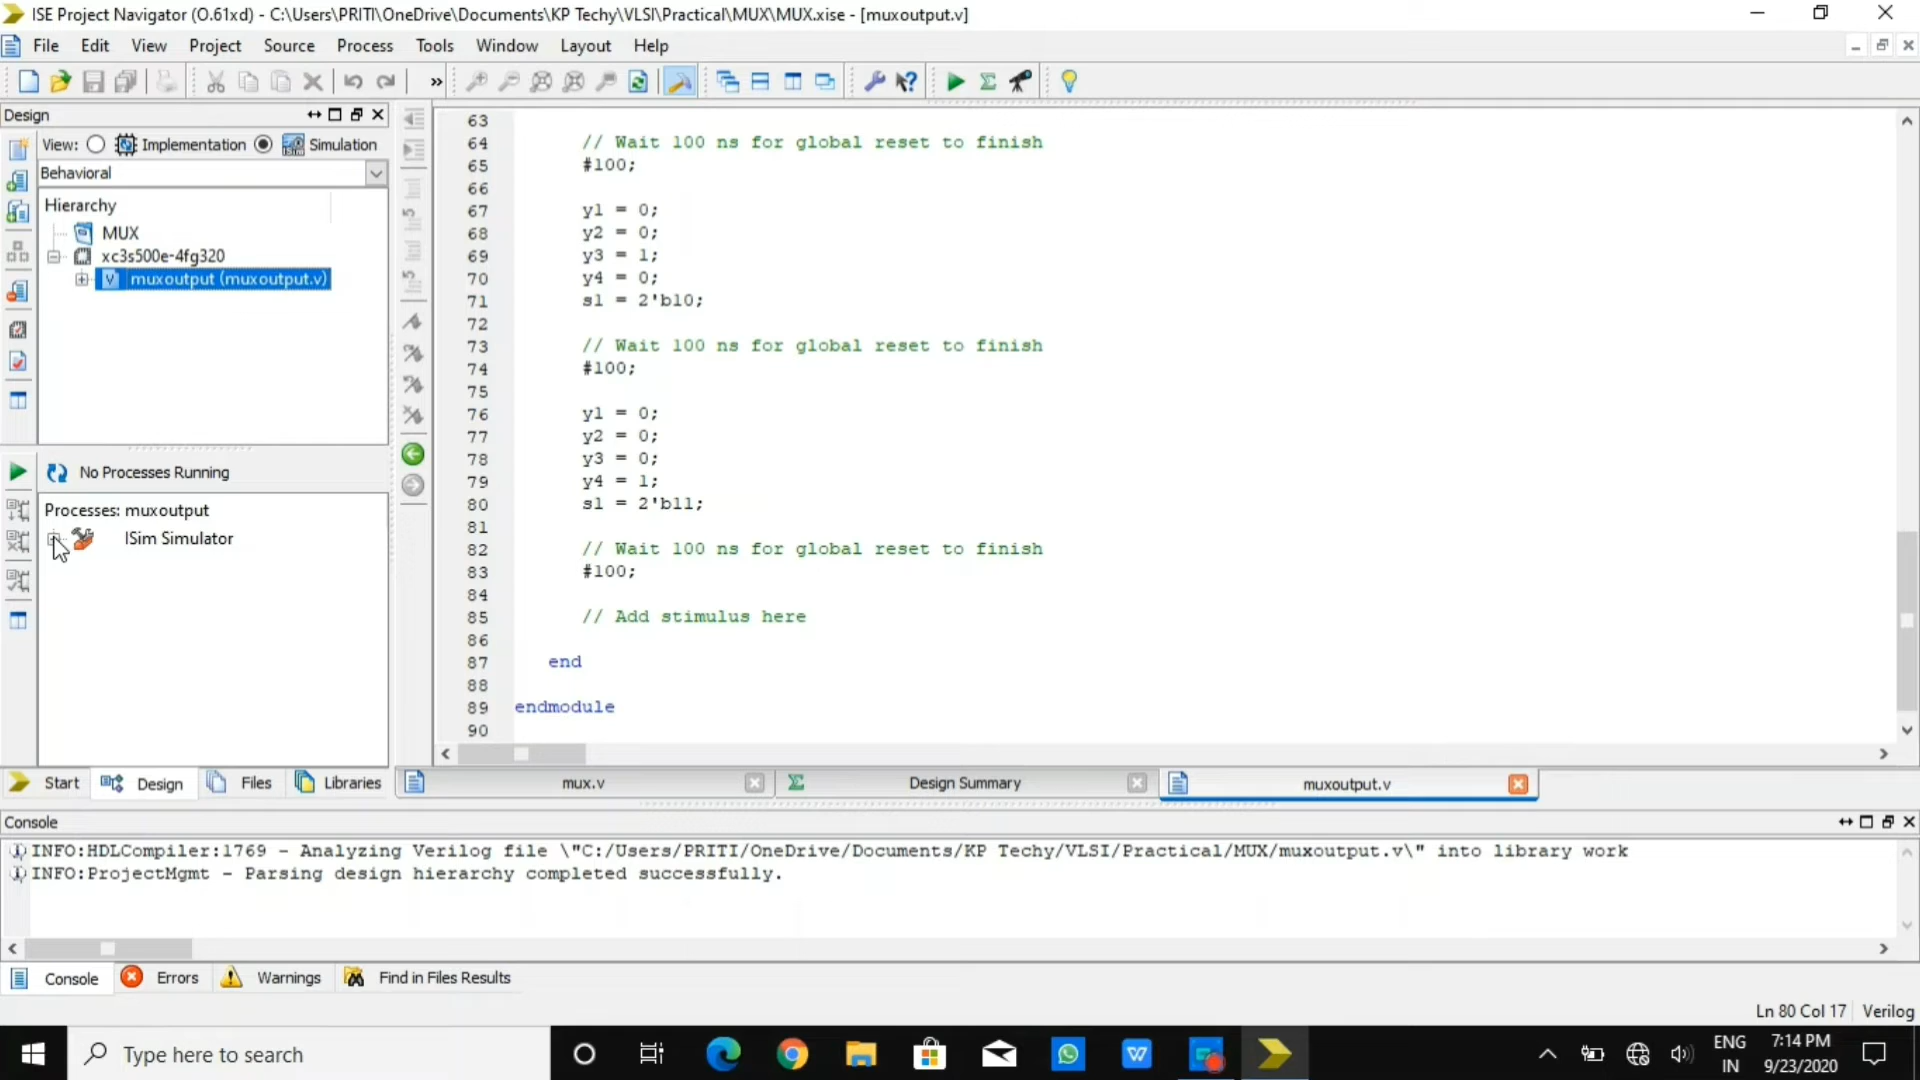 ISE Project Navigator (O.61xd) - C:\Users\PRITI\OneDrive\Documents\KP Techy\VLSI\Practical\MUX\MUX.xise - [muxoutput.v]
File Edit View Project Source Process Tools Window Layout Help
Design
View: Implementation Simulation
Behavioral
Hierarchy
MUX
xc3s500e-4fg320
muxoutput (muxoutput.v)
No Processes Running
Processes: muxoutput
ISim Simulator
Start Design Files Libraries
63
64 // Wait 100 ns for global reset to finish
65 #100;
66
67 y1 = 0;
68 y2 = 0;
69 y3 = 1;
70 y4 = 0;
71 s1 = 2'b10;
72
73 // Wait 100 ns for global reset to finish
74 #100;
75
76 y1 = 0;
77 y2 = 0;
78 y3 = 0;
79 y4 = 1;
80 s1 = 2'b11;
81
82 // Wait 100 ns for global reset to finish
83 #100;
84
85 // Add stimulus here
86
87 end
88
89 endmodule
90
mux.v Design Summary muxoutput.v
Console
INFO:HDLCompiler:1769 - Analyzing Verilog file \"C:/Users/PRITI/OneDrive/Documents/KP Techy/VLSI/Practical/MUX/muxoutput.v\" into library work
INFO:ProjectMgmt - Parsing design hierarchy completed successfully.
Console Errors Warnings Find in Files Results
Ln 80 Col 17 Verilog
Type here to search
ENG 7:14 PM
IN 9/23/2020